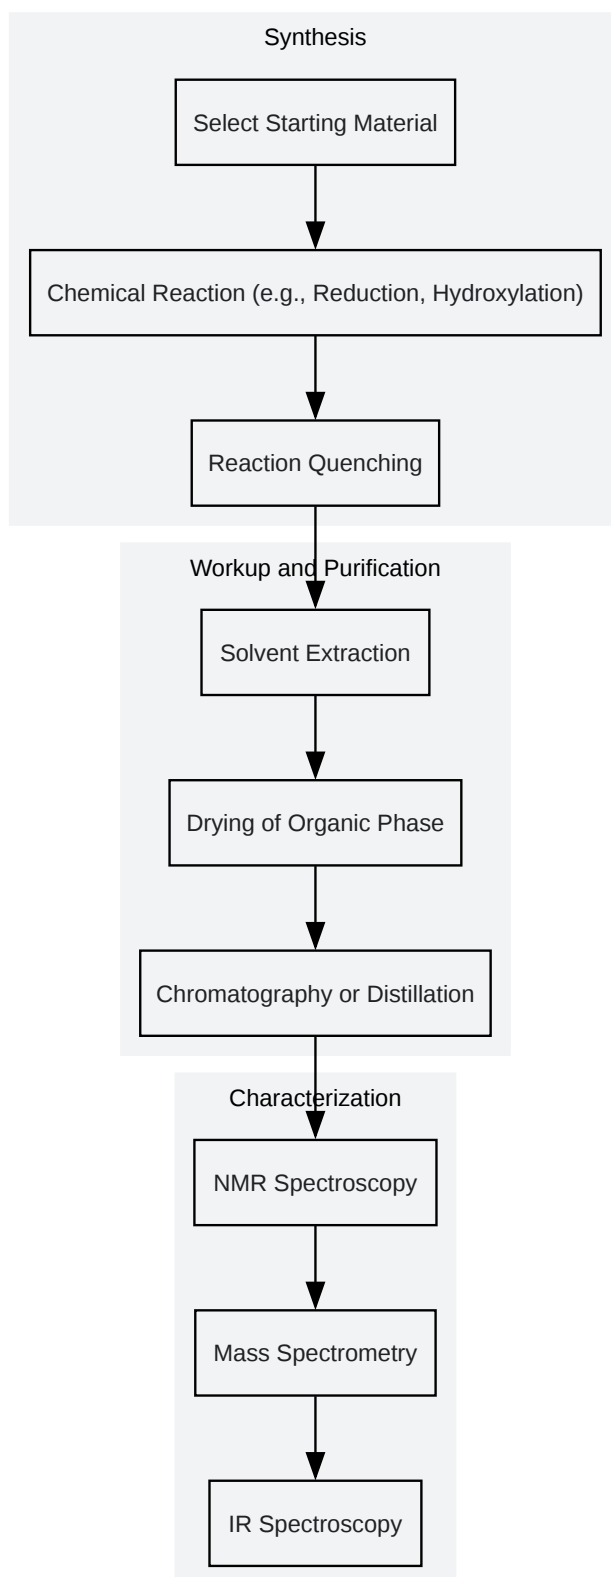 Synthesis
Select Starting Material
Chemical Reaction (e.g., Reduction, Hydroxylation)
Reaction Quenching
Workup and Purification
Solvent Extraction
Drying of Organic Phase
Chromatography or Distillation
Characterization
NMR Spectroscopy
Mass Spectrometry
IR Spectroscopy